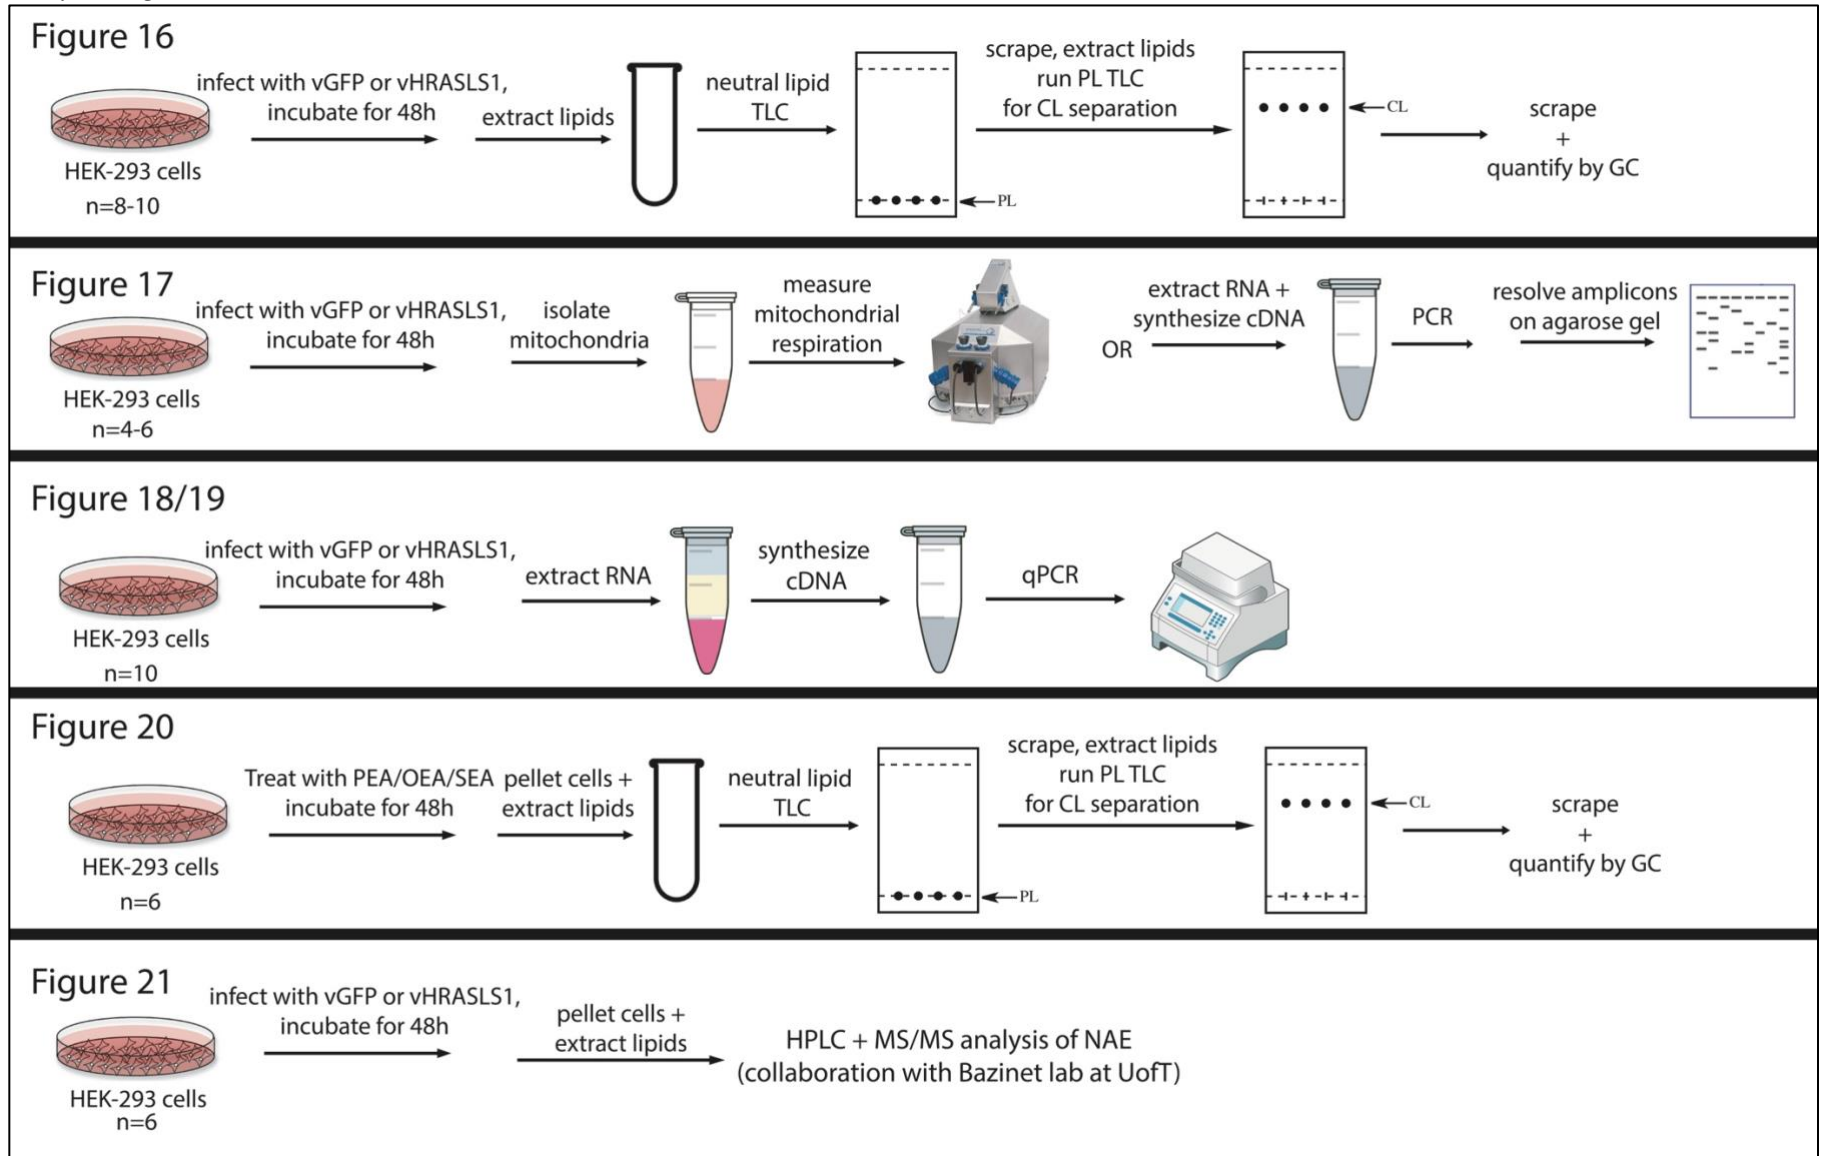 Figure 16
infect with vGFP or vHRASLS1,
incubate for 48h
HEK-293 cells
n=8-10
extract lipids
neutral lipid
TLC
PL
scrape, extract lipids
run PL TLC
for CL separation
CL
scrape
+
quantify by GC
Figure 17
infect with vGFP or vHRASLS1,
incubate for 48h
HEK-293 cells
n=4-6
isolate
mitochondria
measure
mitochondrial
respiration
OR
extract RNA +
synthesize cDNA
PCR
resolve amplicons
on agarose gel
Figure 18/19
infect with vGFP or vHRASLS1,
incubate for 48h
HEK-293 cells
n=10
extract RNA
synthesize
cDNA
qPCR
Figure 20
Treat with PEA/OEA/SEA
incubate for 48h
HEK-293 cells
n=6
pellet cells +
extract lipids
neutral lipid
TLC
PL
scrape, extract lipids
run PL TLC
for CL separation
CL
scrape
+
quantify by GC
Figure 21
infect with vGFP or vHRASLS1,
incubate for 48h
HEK-293 cells
n=6
pellet cells +
extract lipids
HPLC + MS/MS analysis of NAE
(collaboration with Bazinet lab at UofT)